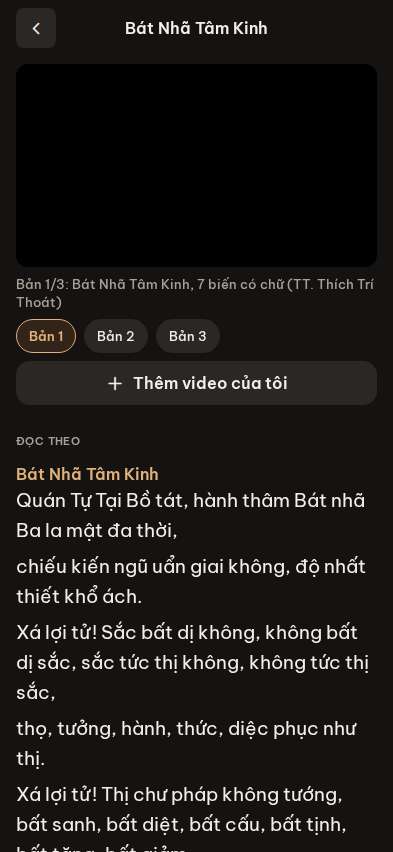 Bát Nhã Tâm Kinh
Bản 1/3: Bát Nhã Tâm Kinh, 7 biến có chữ (TT. Thích Trí
Thoát)
Bản 1
Bản 2
Bản 3
Thêm video của tôi
ĐỌC THEO
Bát Nhã Tâm Kinh
Quán Tự Tại Bồ tát, hành thâm Bát nhã
Ba la mật đa thời,
chiếu kiến ngũ uẩn giai không, độ nhất
thiết khổ ách.
Xá lợi tử! Sắc bất dị không, không bất
dị sắc, sắc tức thị không, không tức thị
sắc,
thọ, tưởng, hành, thức, diệc phục như
thị.
Xá lợi tử! Thị chư pháp không tướng,
bất sanh, bất diệt, bất cấu, bất tịnh,
bất tăng, bất giảm